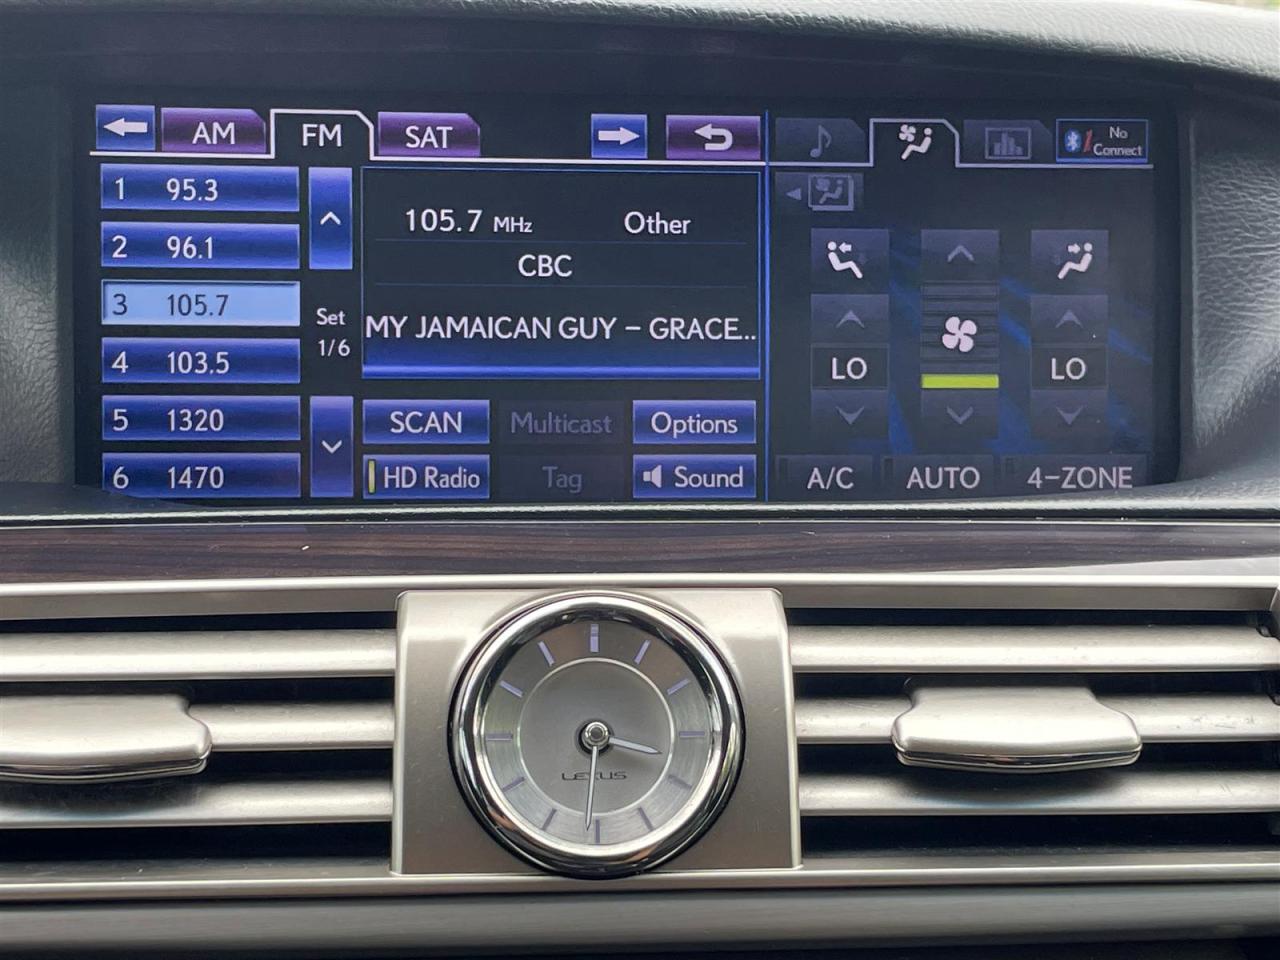 AM
FM
SAT
1 95.3
2 96.1
3 105.7
4 103.5
5 1320
6 1470
Set
1/6
105.7 MHz Other
CBC
MY JAMAICAN GUY – GRACE..
SCAN Multicast Options
HD Radio Tag Sound
No
Connect
LO LO
A/C AUTO 4-ZONE
LEXUS